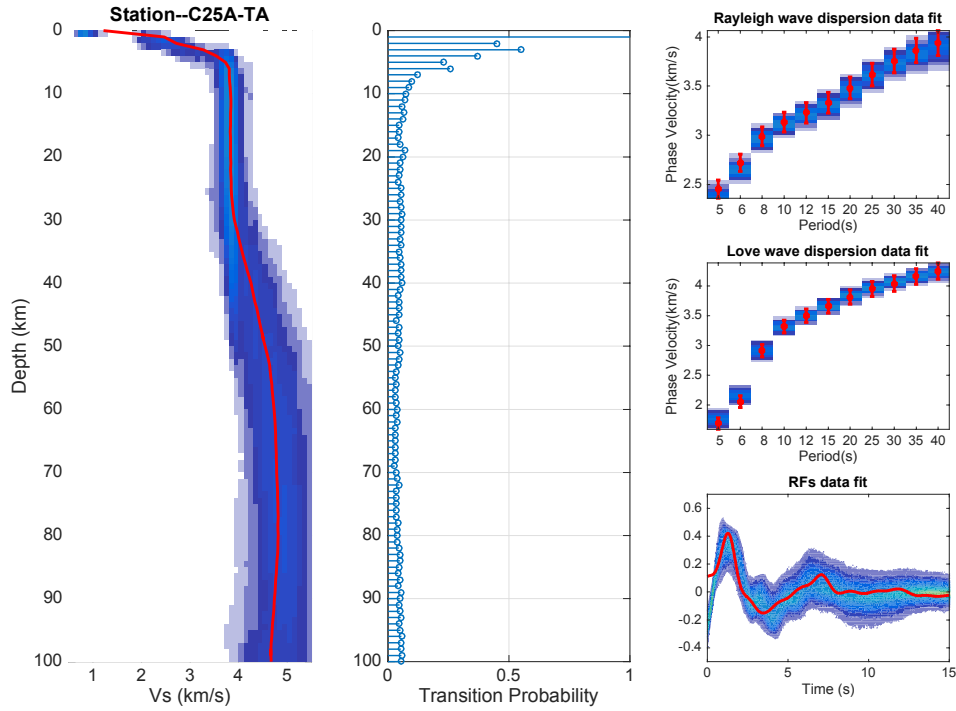 Station--C25A-TA
0
10
20
30
40
50
60
70
80
90
100
Depth (km)
1 2 3 4 5
Vs (km/s)
0
10
20
30
40
50
60
70
80
90
100
0 0.5 1
Transition Probability
Rayleigh wave dispersion data fit
4
3.5
3
2.5
Phase Velocity(km/s)
5 6 8 10 12 15 20 25 30 35 40
Period(s)
Love wave dispersion data fit
4
3.5
3
2.5
2
Phase Velocity(km/s)
5 6 8 10 12 15 20 25 30 35 40
Period(s)
RFs data fit
0.6
0.4
0.2
0
-0.2
-0.4
0 5 10 15
Time (s)